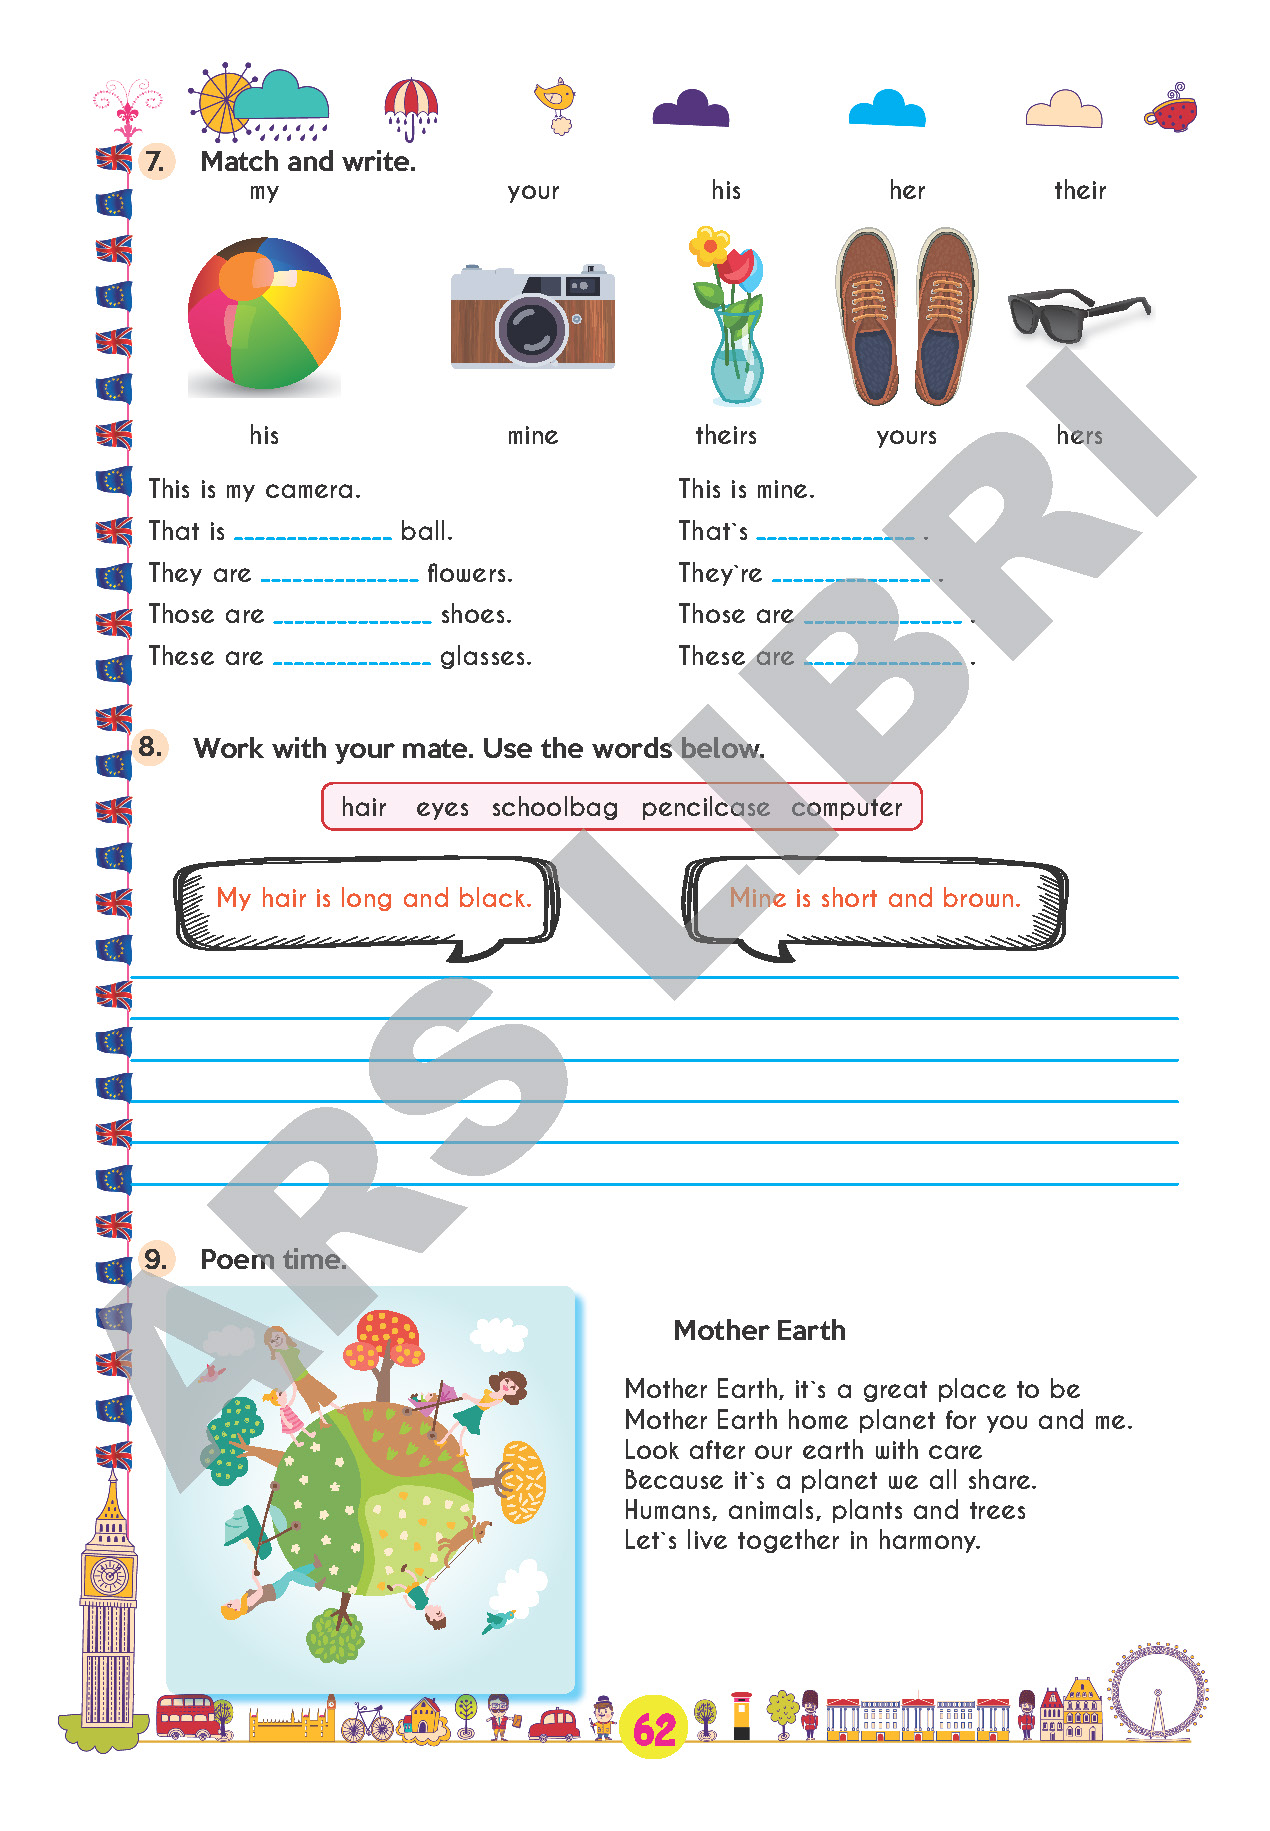 7. Match and write.
my your his her their
his mine theirs yours hers
This is my camera. This is mine.
That is ______________ ball. That`s ______________ .
They are ______________ flowers. They`re ______________ .
Those are ______________ shoes. Those are ______________ .
These are ______________ glasses. These are ______________ .
8. Work with your mate. Use the words below.
hair eyes schoolbag pencilcase computer
My hair is long and black. Mine is short and brown.
9. Poem time.
Mother Earth
Mother Earth, it`s a great place to be
Mother Earth home planet for you and me.
Look after our earth with care
Because it`s a planet we all share.
Humans, animals, plants and trees
Let`s live together in harmony.
62
ARS LIBRI